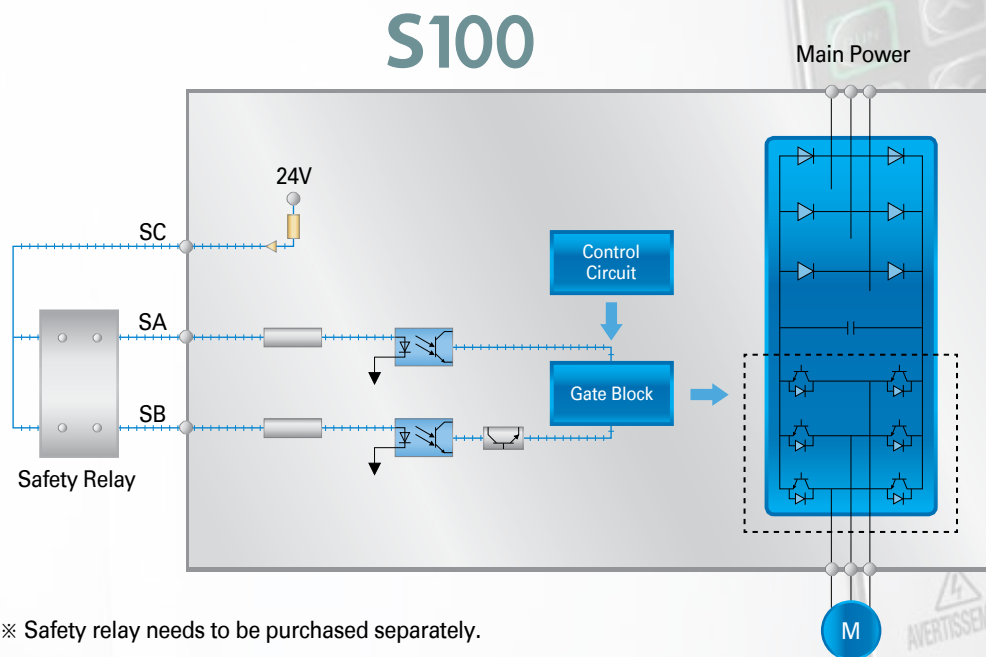 S100
Main Power
24V
SC
Control
Circuit
SA
Gate Block
SB
Safety Relay
※ Safety relay needs to be purchased separately.
M
AVERTISSEM